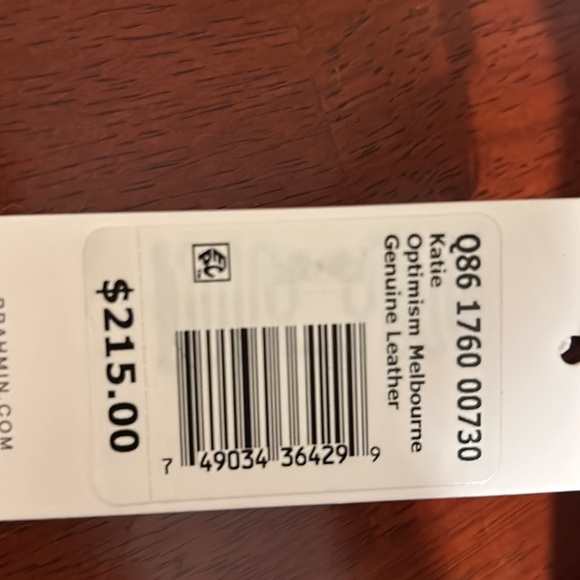 Q86 1760 00730
Katie
Optimism Melbourne
Genuine Leather
7 49034 36429 9
$215.00
BRAHMIN.COM